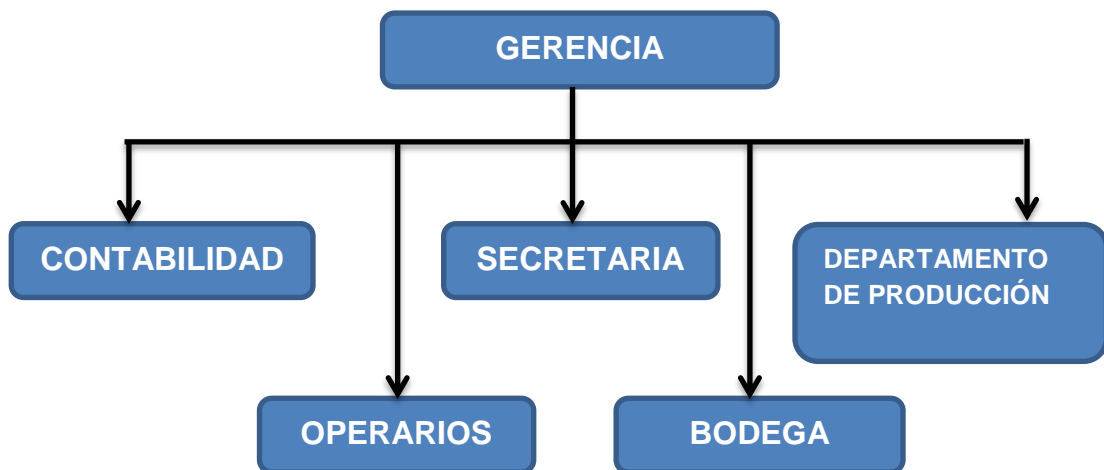 GERENCIA
CONTABILIDAD
SECRETARIA
DEPARTAMENTO
DE PRODUCCIÓN
OPERARIOS
BODEGA